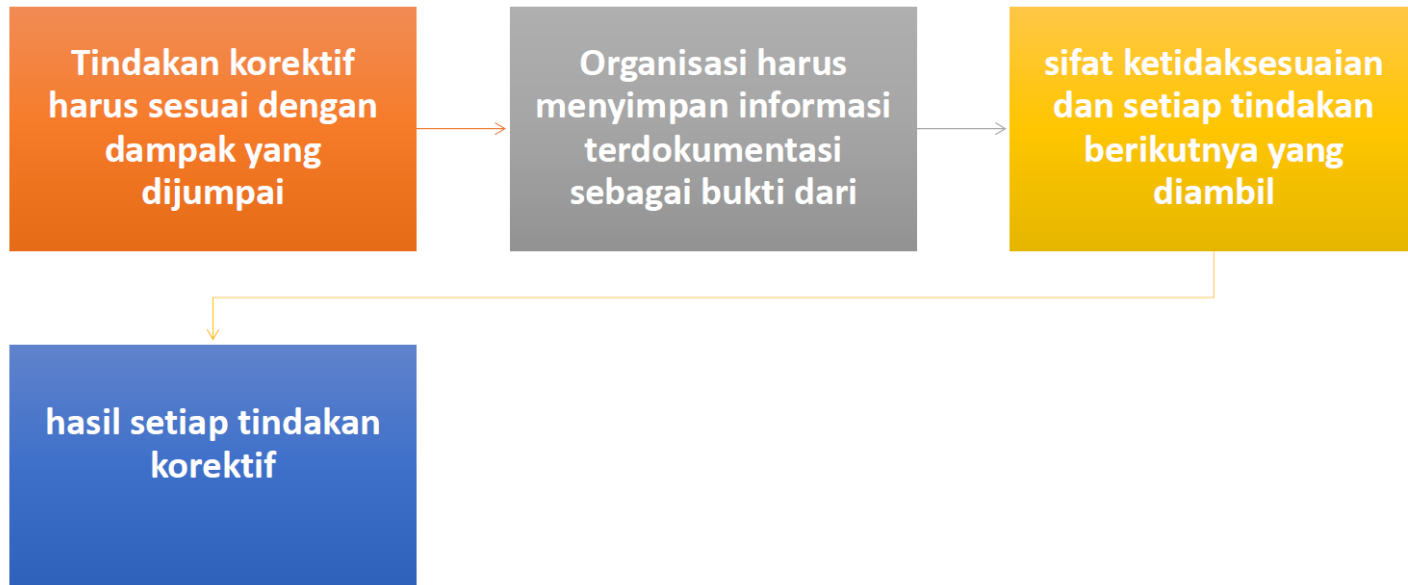 Tindakan korektif
harus sesuai dengan
dampak yang
dijumpai
Organisasi harus
menyimpan informasi
terdokumentasi
sebagai bukti dari
sifat ketidaksesuaian
dan setiap tindakan
berikutnya yang
diambil
hasil setiap tindakan
korektif